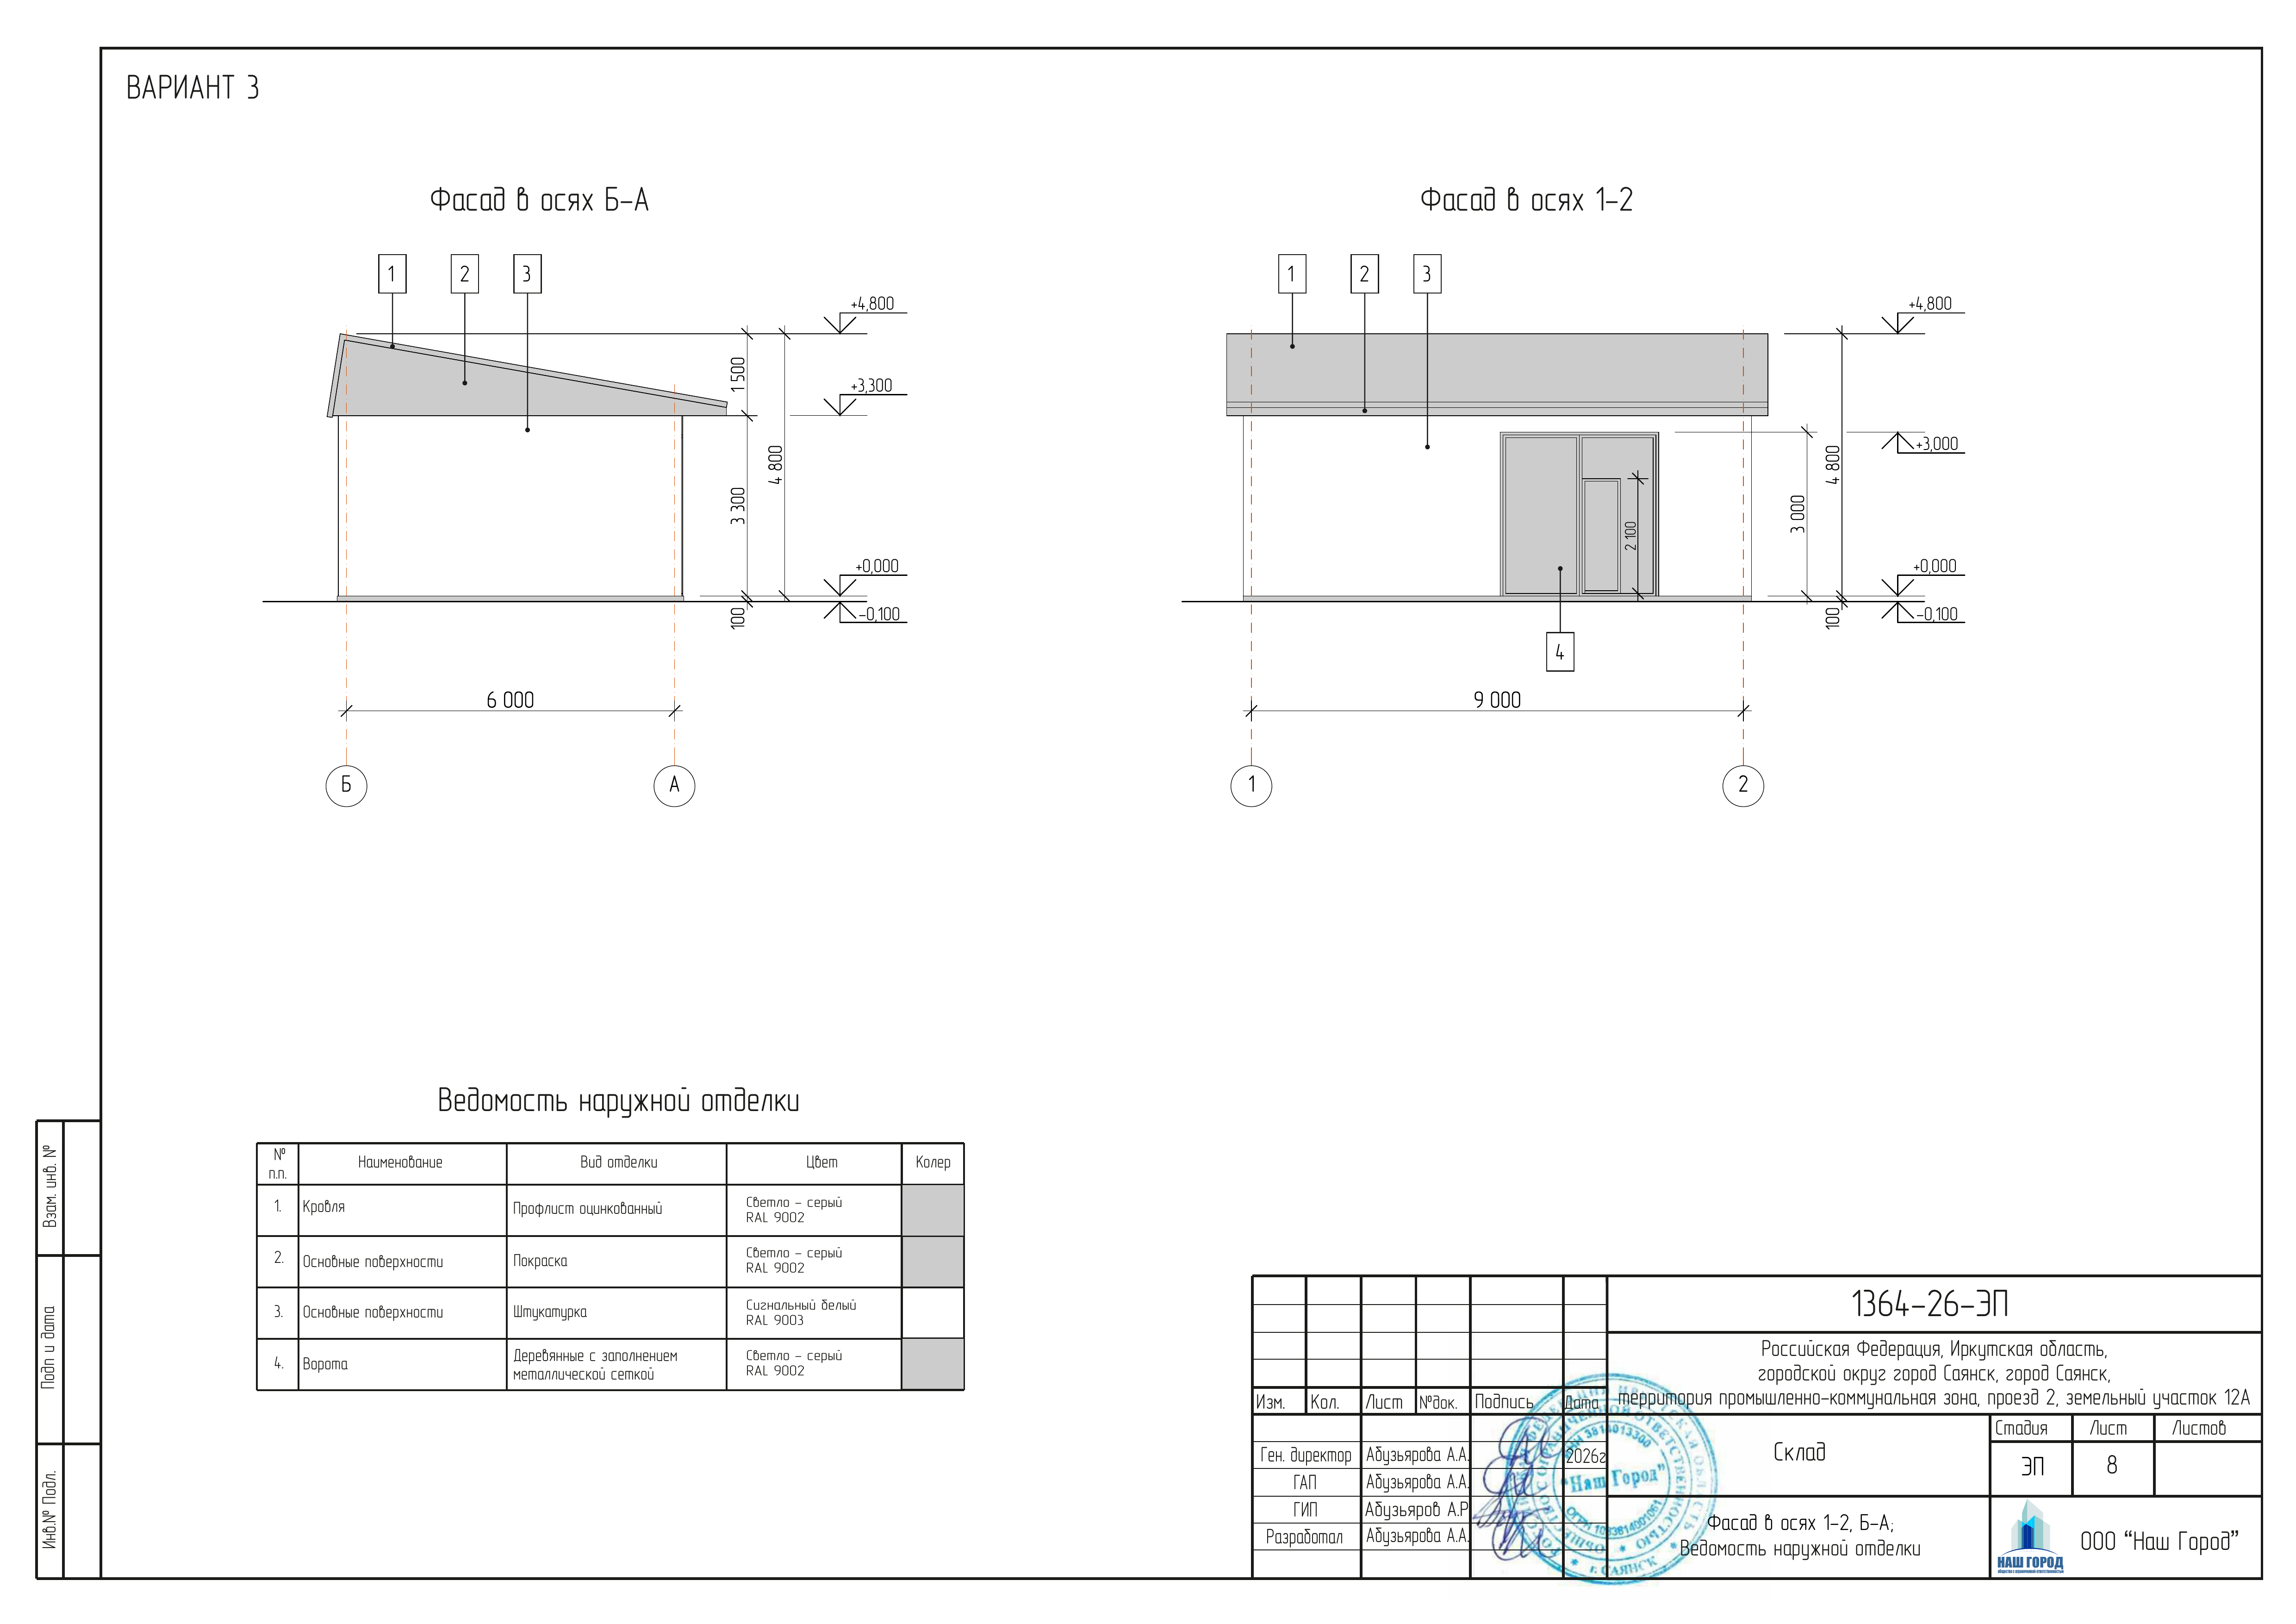 ВАРИАНТ 3
Фасад в осях Б-А
1
2
3
+4,800
+3,300
+0,000
-0,100
1 500
3 300
4 800
100
6 000
Б
А
Фасад в осях 1-2
1
2
3
4
+4,800
+3,000
+0,000
-0,100
2 100
3 000
4 800
100
9 000
1
2
Ведомость наружной отделки
№ п.п.
Наименование
Вид отделки
Цвет
Колер
1.
Кровля
Профлист оцинкованный
Светло - серый
RAL 9002
2.
Основные поверхности
Покраска
Светло - серый
RAL 9002
3.
Основные поверхности
Штукатурка
Сигнальный белый
RAL 9003
4.
Ворота
Деревянные с заполнением
металлической сеткой
Светло - серый
RAL 9002
Взам. инв. №
Подп и дата
Инв.№ Подл.
1364-26-ЭП
Российская Федерация, Иркутская область,
городской округ город Саянск, город Саянск,
территория промышленно-коммунальная зона, проезд 2, земельный участок 12А
Изм.
Кол.
Лист
№док.
Подпись
Дата
Ген. директор
Абузьярова А.А.
2026г
ГАП
Абузьярова А.А.
ГИП
Абузьяров А.Р
Разработал
Абузьярова А.А.
Склад
Стадия
Лист
Листов
ЭП
8
Фасад в осях 1-2, Б-А;
Ведомость наружной отделки
НАШ ГОРОД
ООО “Наш Город”
"Наш Город"
ИНН 3814013300
г. САЯНСК